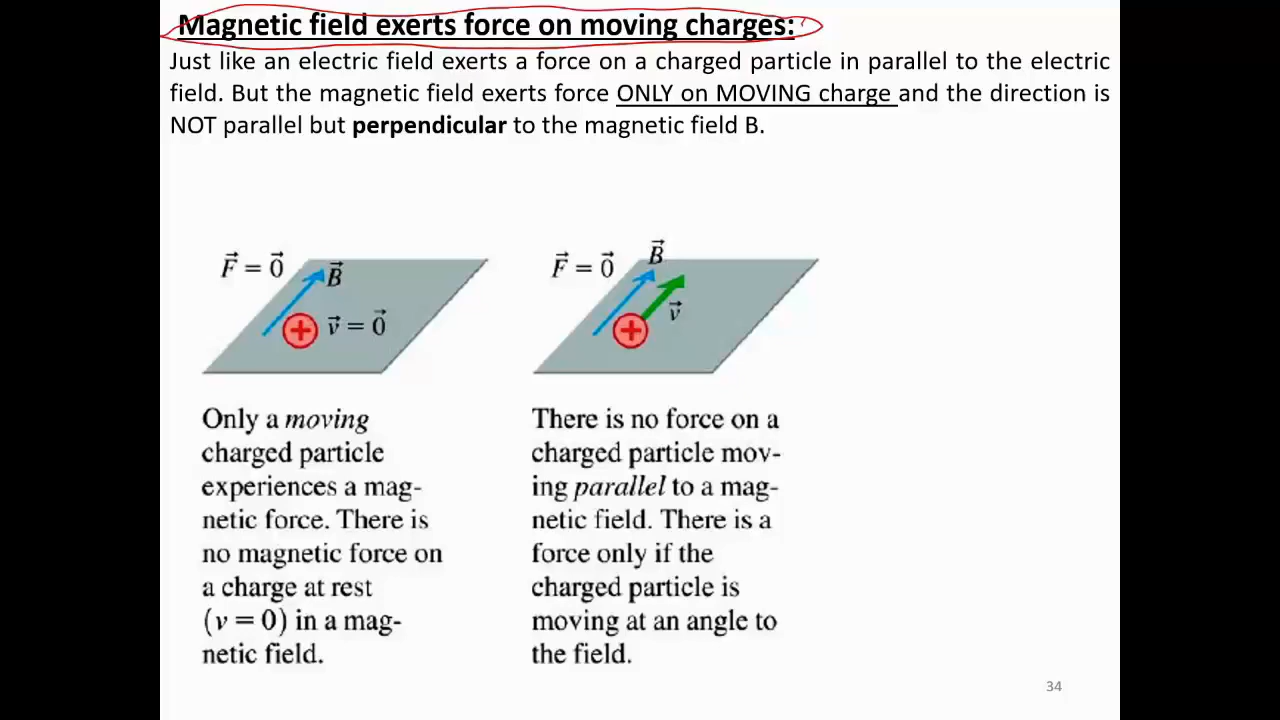 Magnetic field exerts force on moving charges:
Just like an electric field exerts a force on a charged particle in parallel to the electric
field. But the magnetic field exerts force ONLY on MOVING charge and the direction is
NOT parallel but perpendicular to the magnetic field B.
F⃗ = 0⃗
B⃗
v⃗ = 0⃗
Only a moving
charged particle
experiences a mag-
netic force. There is
no magnetic force on
a charge at rest
(v = 0) in a mag-
netic field.
F⃗ = 0⃗
B⃗
v⃗
There is no force on a
charged particle mov-
ing parallel to a mag-
netic field. There is a
force only if the
charged particle is
moving at an angle to
the field.
34